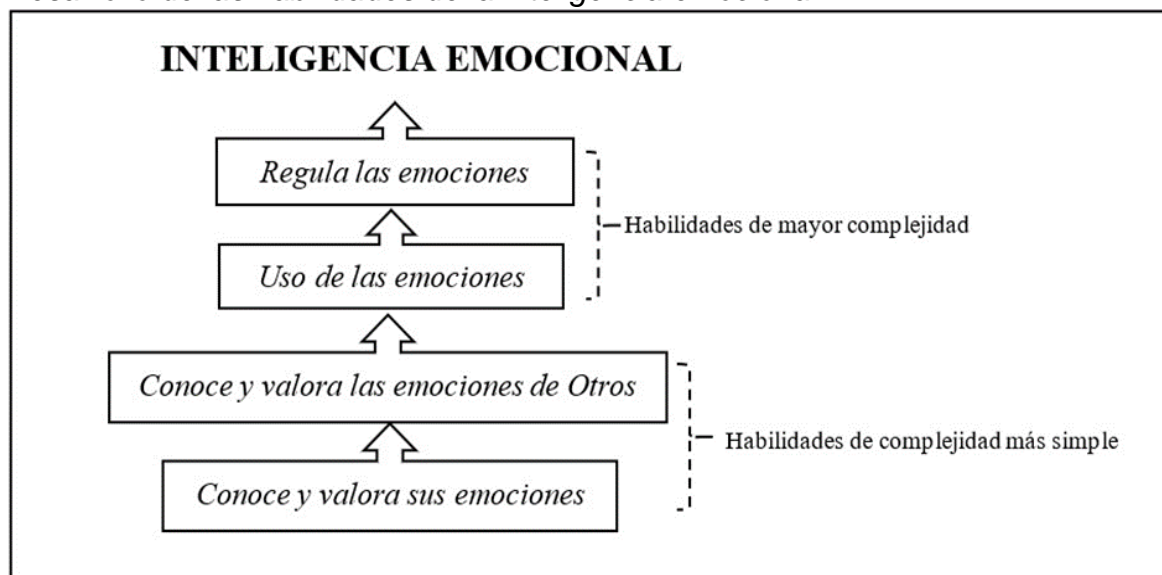 INTELIGENCIA EMOCIONAL
Regula las emociones
Habilidades de mayor complejidad
Uso de las emociones
Conoce y valora las emociones de Otros
Habilidades de complejidad más simple
Conoce y valora sus emociones